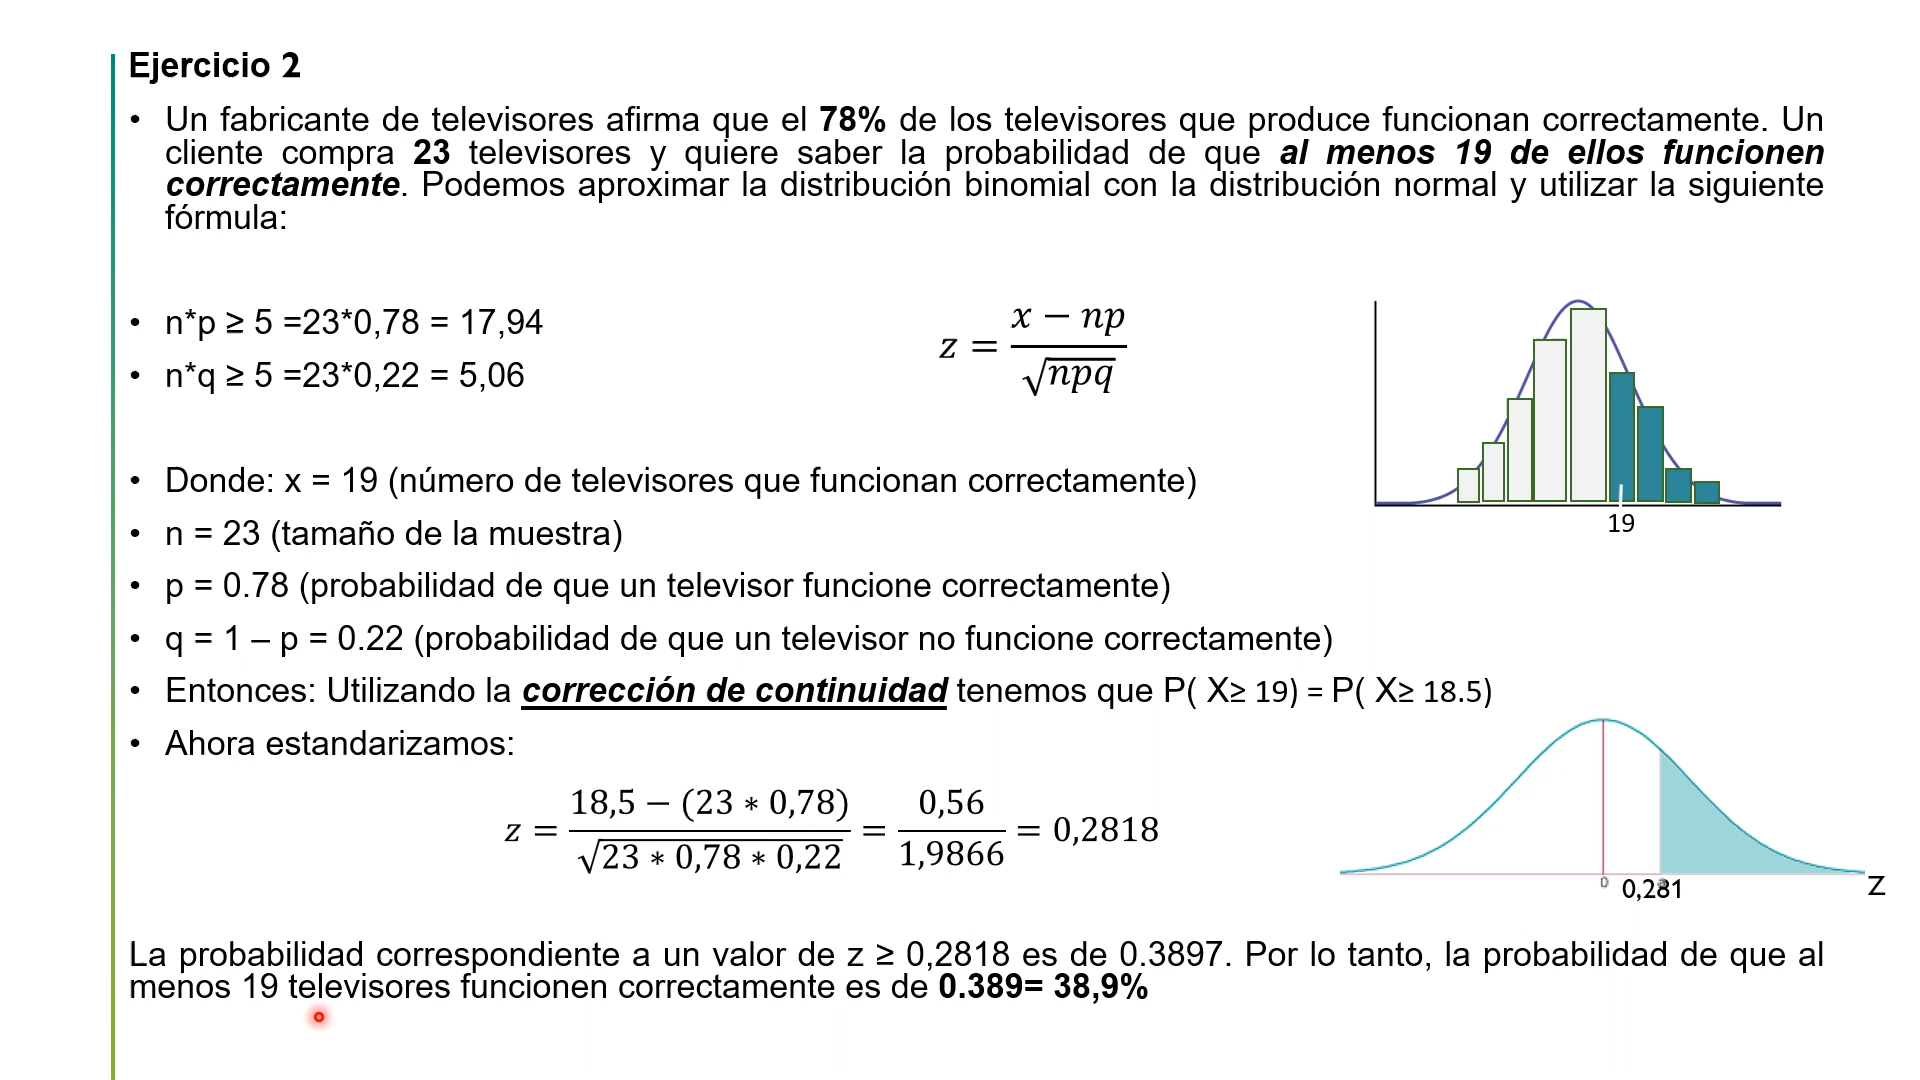 Ejercicio 2
• Un fabricante de televisores afirma que el 78% de los televisores que produce funcionan correctamente. Un
cliente compra 23 televisores y quiere saber la probabilidad de que al menos 19 de ellos funcionen
correctamente. Podemos aproximar la distribución binomial con la distribución normal y utilizar la siguiente
fórmula:
• n*p ≥ 5 =23*0,78 = 17,94
• n*q ≥ 5 =23*0,22 = 5,06
z = (x − np) / √npq
19
• Donde: x = 19 (número de televisores que funcionan correctamente)
• n = 23 (tamaño de la muestra)
• p = 0.78 (probabilidad de que un televisor funcione correctamente)
• q = 1 – p = 0.22 (probabilidad de que un televisor no funcione correctamente)
• Entonces: Utilizando la corrección de continuidad tenemos que P( X≥ 19) = P( X≥ 18.5)
• Ahora estandarizamos:
z = (18,5 − (23 ∗ 0,78)) / √(23 ∗ 0,78 ∗ 0,22) = 0,56 / 1,9866 = 0,2818
0 0,281 Z
La probabilidad correspondiente a un valor de z ≥ 0,2818 es de 0.3897. Por lo tanto, la probabilidad de que al
menos 19 televisores funcionen correctamente es de 0.389= 38,9%